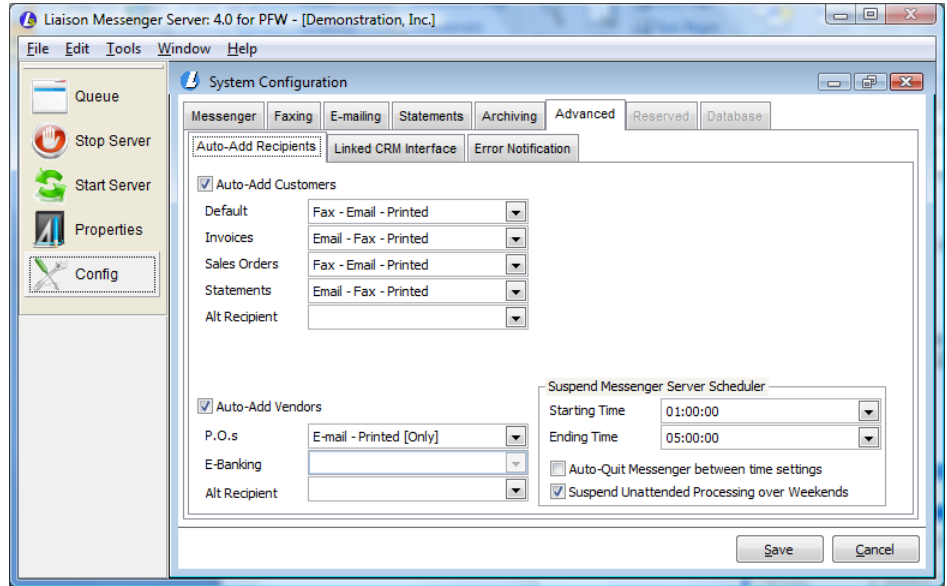 Liaison Messenger Server: 4.0 for PFW - [Demonstration, Inc.]
File Edit Tools Window Help
Queue
Stop Server
Start Server
Properties
Config
System Configuration
Messenger Faxing E-mailing Statements Archiving Advanced Reserved Database
Auto-Add Recipients Linked CRM Interface Error Notification
Auto-Add Customers
Default Fax - Email - Printed
Invoices Email - Fax - Printed
Sales Orders Fax - Email - Printed
Statements Email - Fax - Printed
Alt Recipient
Auto-Add Vendors
P.O.s E-mail - Printed [Only]
E-Banking
Alt Recipient
Suspend Messenger Server Scheduler
Starting Time 01:00:00
Ending Time 05:00:00
Auto-Quit Messenger between time settings
Suspend Unattended Processing over Weekends
Save Cancel